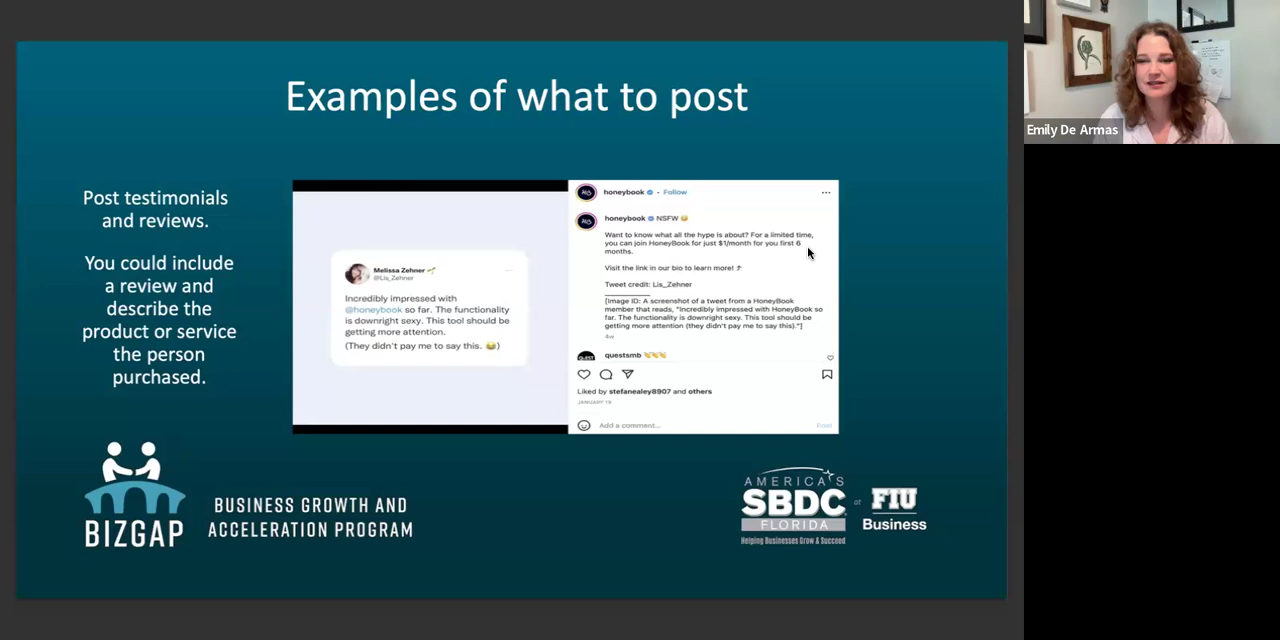 Examples of what to post
Post testimonials
and reviews.
You could include
a review and
describe the
product or service
the person
purchased.
Melissa Zehner
@Lis_Zehner
Incredibly impressed with
@honeybook so far. The functionality
is downright sexy. This tool should be
getting more attention.
(They didn't pay me to say this. 😂)
honeybook • Follow
honeybook NSFW 😂
Want to know what all the hype is about? For a limited time,
you can join HoneyBook for just $1/month for you first 6
months.
Visit the link in our bio to learn more! ⤴
Tweet credit: Lis_Zehner
[Image ID: A screenshot of a tweet from a HoneyBook
member that reads, "Incredibly impressed with HoneyBook so
far. The functionality is downright sexy. This tool should be
getting more attention (they didn't pay me to say this)."]
4w
questsmb 👏👏👏
Liked by stefanealey8907 and others
JANUARY 19
Add a comment...
Post
BIZGAP
BUSINESS GROWTH AND
ACCELERATION PROGRAM
AMERICA'S
SBDC
FLORIDA
Helping Businesses Grow & Succeed
at
FIU
Business
Emily De Armas